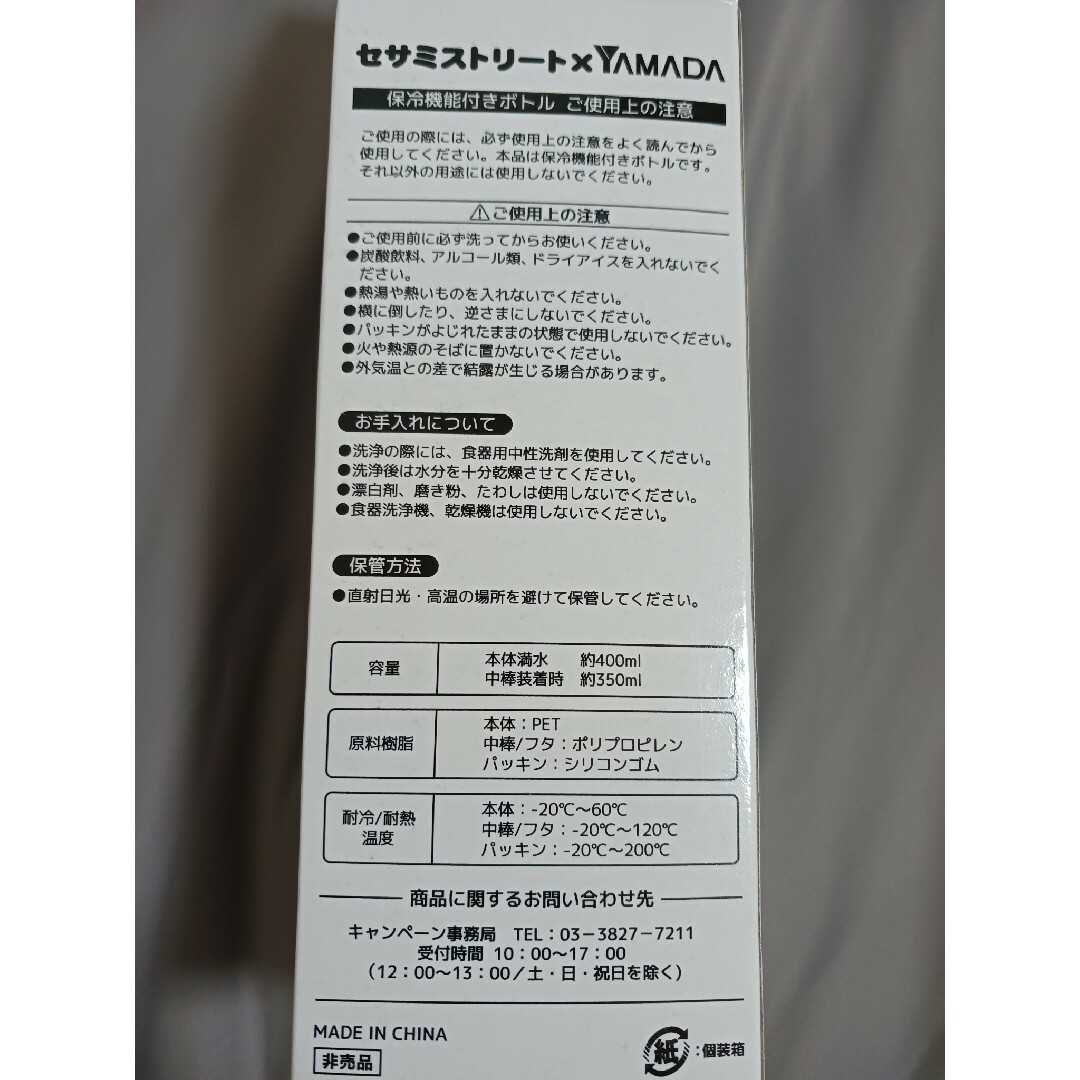 セサミストリート×YAMADA
保冷機能付きボトル ご使用上の注意
ご使用の際には、必ず使用上の注意をよく読んでから
使用してください。本品は保冷機能付きボトルです。
それ以外の用途には使用しないでください。
⚠ご使用上の注意
●ご使用前に必ず洗ってからお使いください。
●炭酸飲料、アルコール類、ドライアイスを入れないでく
ださい。
●熱湯や熱いものを入れないでください。
●横に倒したり、逆さまにしないでください。
●パッキンがよじれたままの状態で使用しないでください。
●火や熱源のそばに置かないでください。
●外気温との差で結露が生じる場合があります。
お手入れについて
●洗浄の際には、食器用中性洗剤を使用してください。
●洗浄後は水分を十分乾燥させてください。
●漂白剤、磨き粉、たわしは使用しないでください。
●食器洗浄機、乾燥機は使用しないでください。
保管方法
●直射日光・高温の場所を避けて保管してください。
容量
本体満水 約400ml
中棒装着時 約350ml
原料樹脂
本体：PET
中棒/フタ：ポリプロピレン
パッキン：シリコンゴム
耐冷/耐熱
温度
本体：-20℃〜60℃
中棒/フタ：-20℃〜120℃
パッキン：-20℃〜200℃
商品に関するお問い合わせ先
キャンペーン事務局 TEL：03－3827－7211
受付時間 10：00〜17：00
（12：00〜13：00／土・日・祝日を除く）
MADE IN CHINA
非売品
紙：個装箱